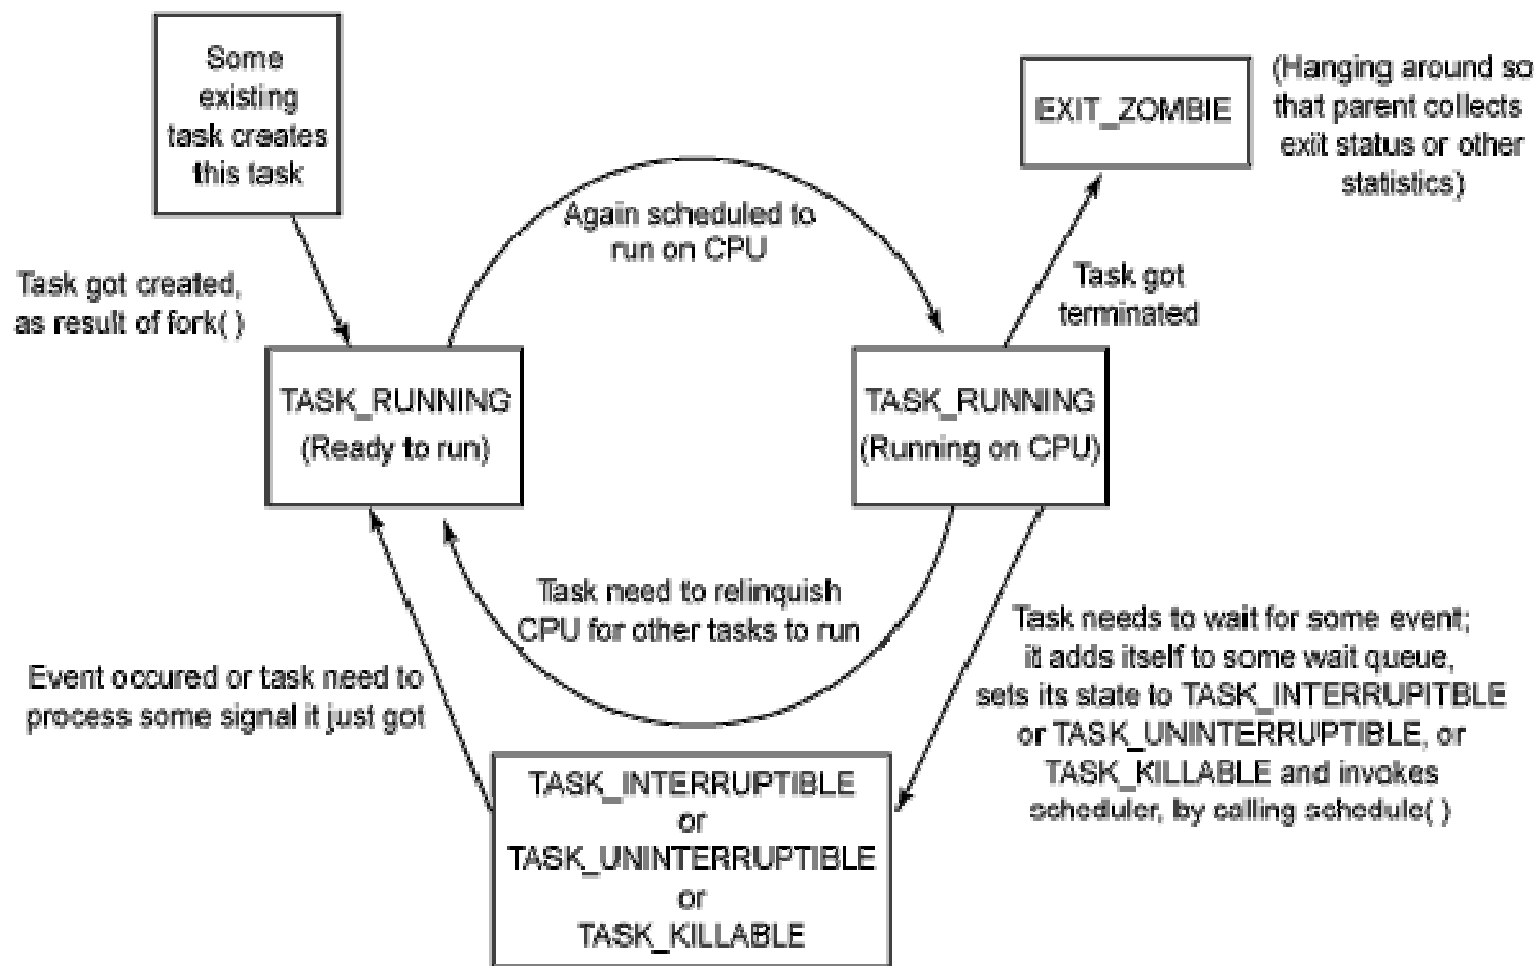 Some
existing
task creates
this task
EXIT_ZOMBIE
(Hanging around so
that parent collects
exit status or other
statistics)
Again scheduled to
run on CPU
Task got created,
as result of fork( )
Task got
terminated
TASK_RUNNING
(Ready to run)
TASK_RUNNING
(Running on CPU)
Task need to relinquish
CPU for other tasks to run
Event occured or task need to
process some signal it just got
Task needs to wait for some event;
it adds itself to some wait queue,
sets its state to TASK_INTERRUPITBLE
or TASK_UNINTERRUPTIBLE, or
TASK_KILLABLE and invokes
scheduler, by calling schedule( )
TASK_INTERRUPTIBLE
or
TASK_UNINTERRUPTIBLE
or
TASK_KILLABLE